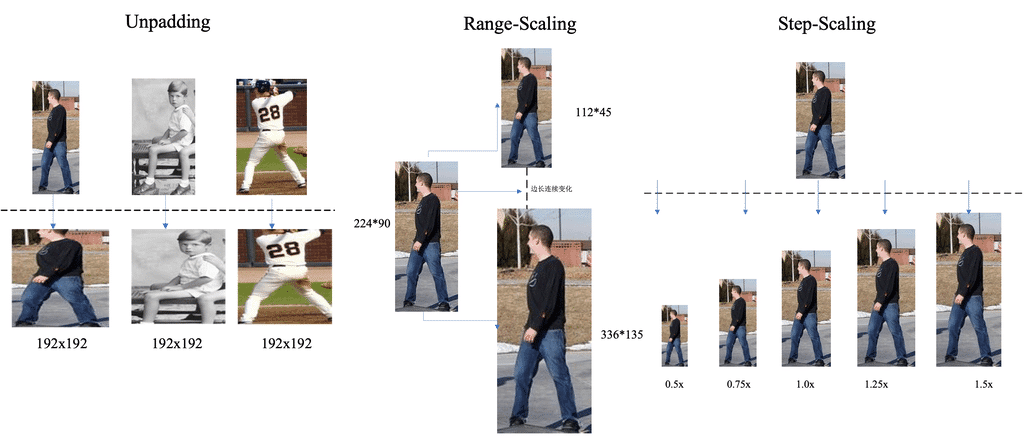 Unpadding
Range-Scaling
Step-Scaling
28
112*45
边长连续变化
224*90
28
336*135
192x192
192x192
192x192
0.5x
0.75x
1.0x
1.25x
1.5x